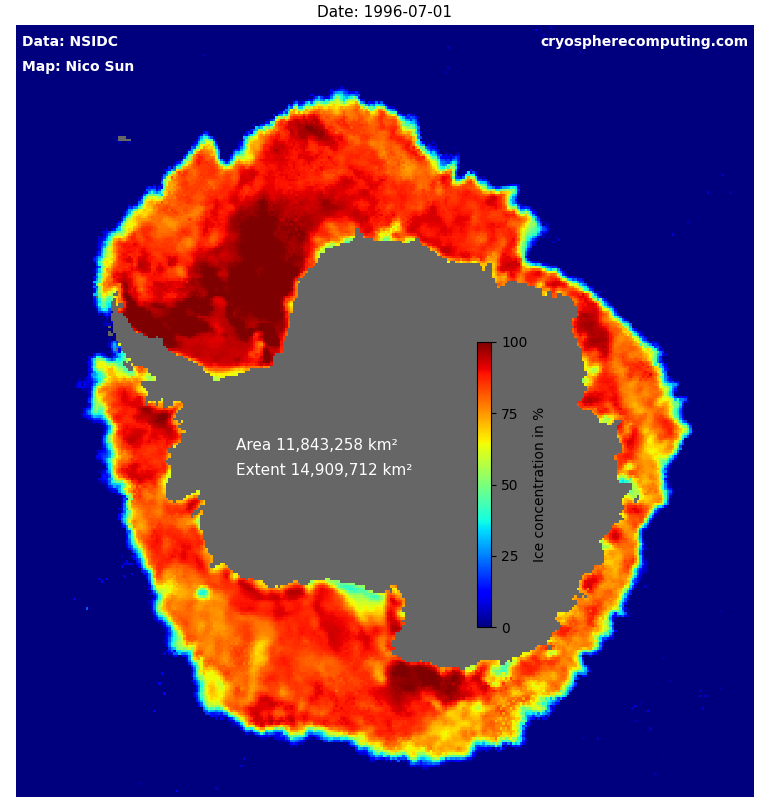 Date: 1996-07-01
Data: NSIDC
cryospherecomputing.com
Map: Nico Sun
100
75
50
25
0
Ice concentration in %
Area 11,843,258 km²
Extent 14,909,712 km²